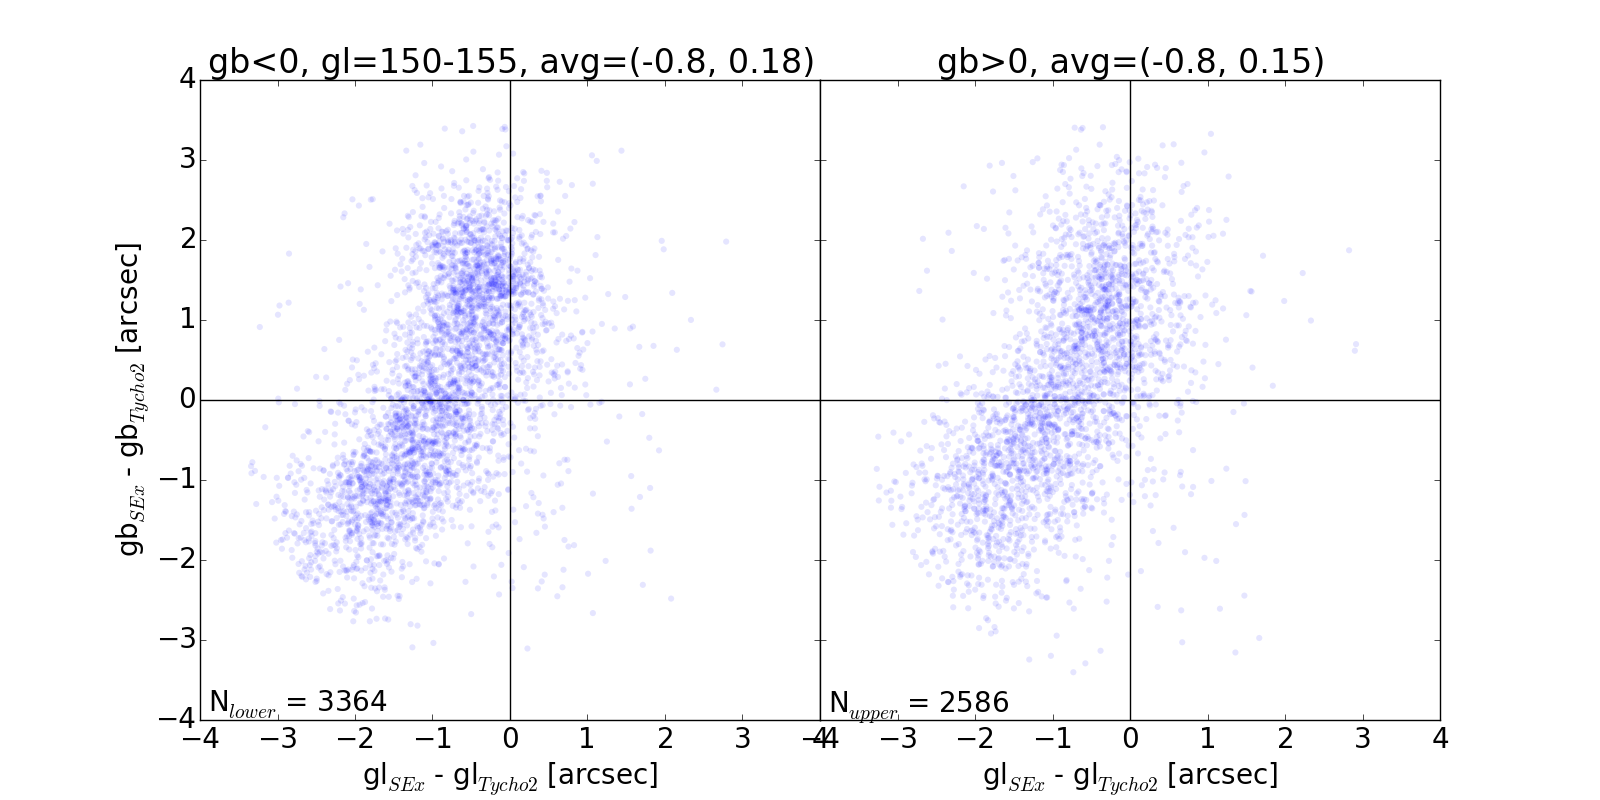 gb<0, gl=150-155, avg=(-0.8, 0.18)
gb>0, avg=(-0.8, 0.15)
4
3
2
1
0
−1
−2
−3
−4
gb_SEx - gb_Tycho2 [arcsec]
N_lower = 3364
N_upper = 2586
−4 −3 −2 −1 0 1 2 3 4
−4 −3 −2 −1 0 1 2 3 4
gl_SEx - gl_Tycho2 [arcsec]
gl_SEx - gl_Tycho2 [arcsec]